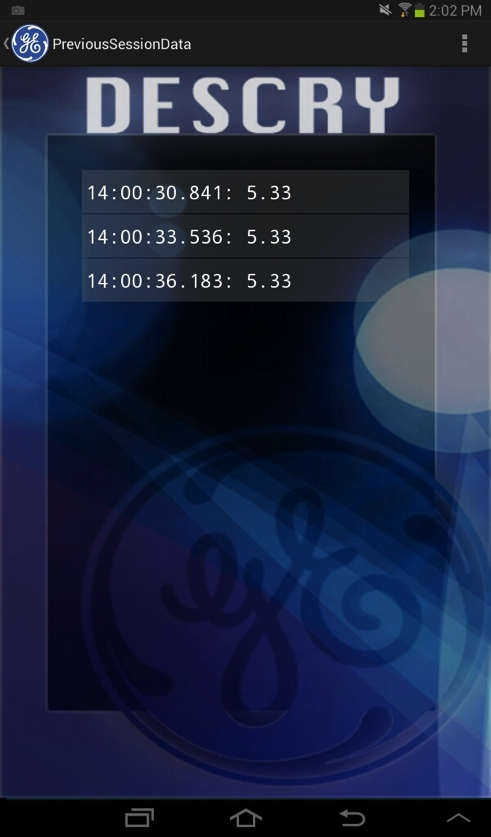 2:02 PM
PreviousSessionData
DESCRY
14:00:30.841: 5.33
14:00:33.536: 5.33
14:00:36.183: 5.33